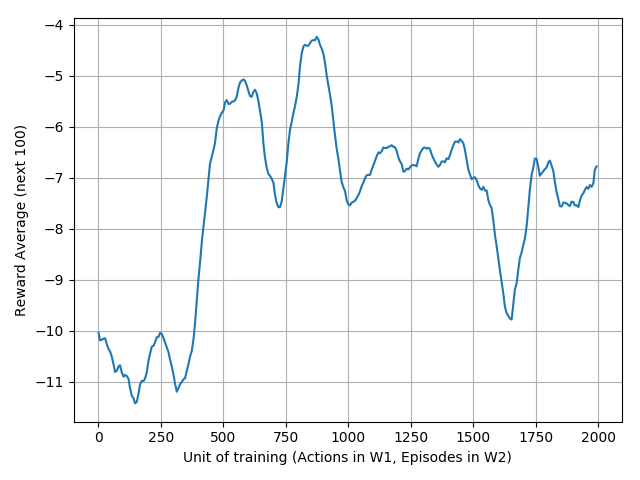 −4
−5
−6
−7
−8
−9
−10
−11
Reward Average (next 100)
0 250 500 750 1000 1250 1500 1750 2000
Unit of training (Actions in W1, Episodes in W2)